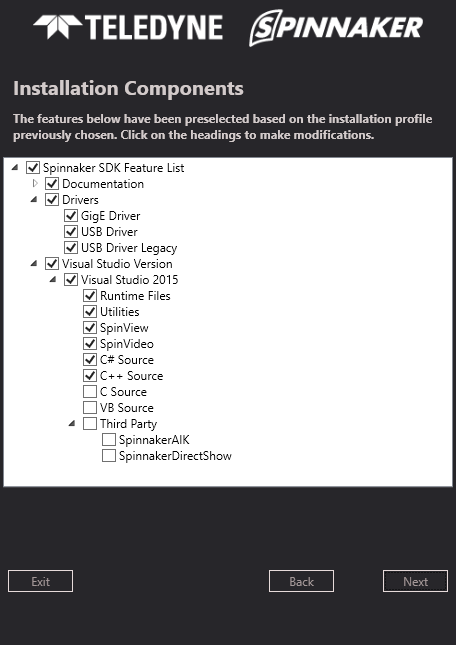 TELEDYNE SPINNAKER
Installation Components
The features below have been preselected based on the installation profile
previously chosen. Click on the headings to make modifications.
Spinnaker SDK Feature List
Documentation
Drivers
GigE Driver
USB Driver
USB Driver Legacy
Visual Studio Version
Visual Studio 2015
Runtime Files
Utilities
SpinView
SpinVideo
C# Source
C++ Source
C Source
VB Source
Third Party
SpinnakerAIK
SpinnakerDirectShow
Exit Back Next